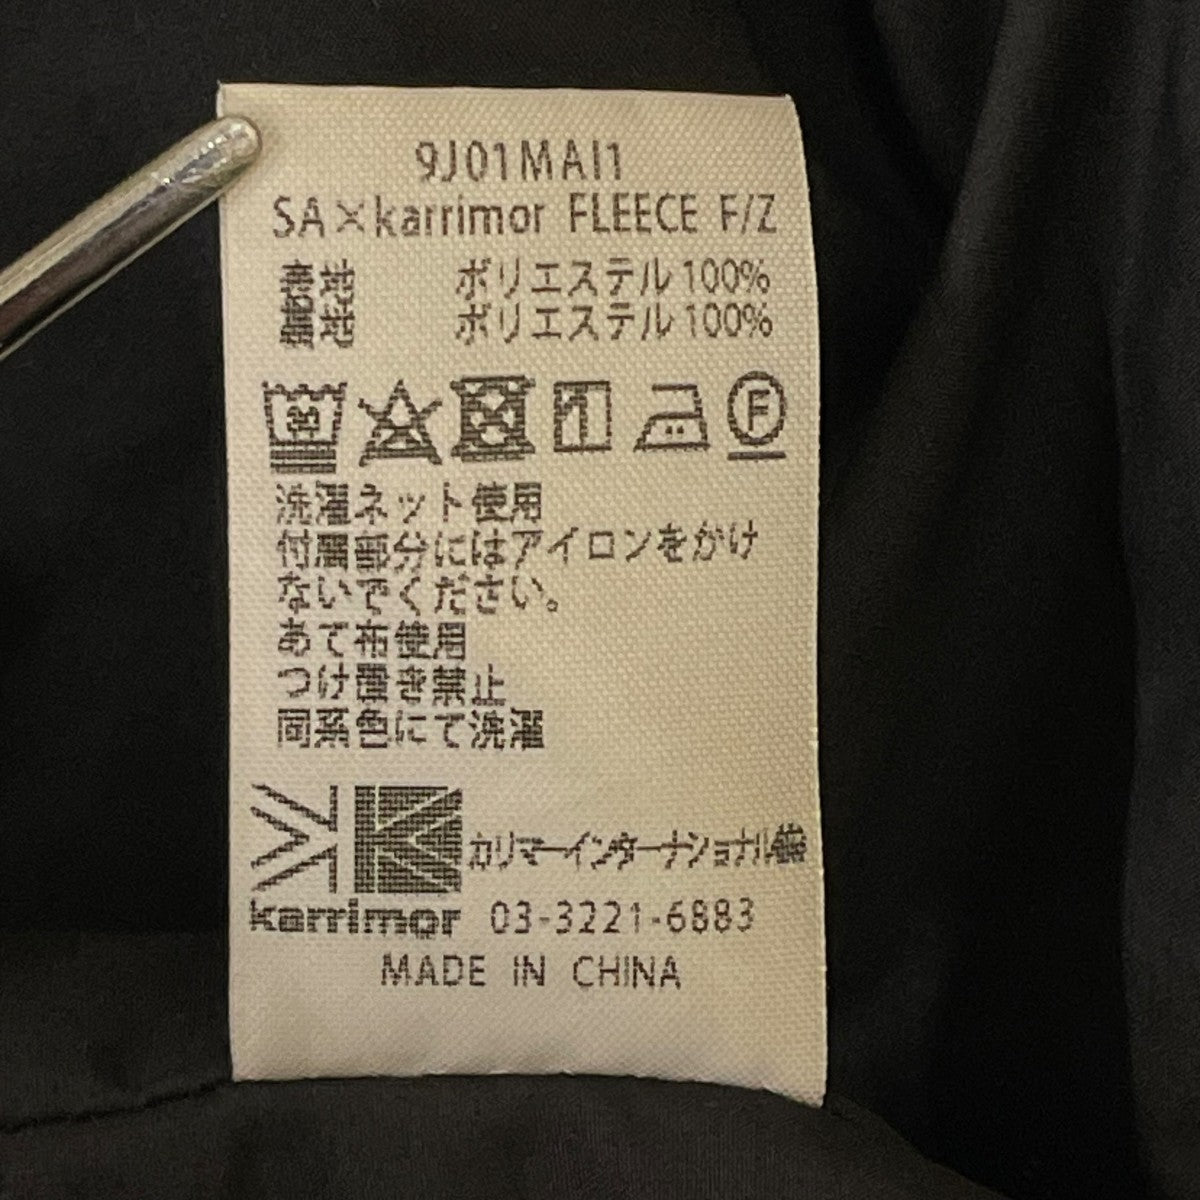 9J01MAI1
SA×karrimor FLEECE F/Z
表地 ポリエステル100%
裏地 ポリエステル100%
F
洗濯ネット使用
付属部分にはアイロンをかけ
ないでください。
あて布使用
つけ置き禁止
同系色にて洗濯
カリマーインターナショナル㈱
karrimor 03-3221-6883
MADE IN CHINA